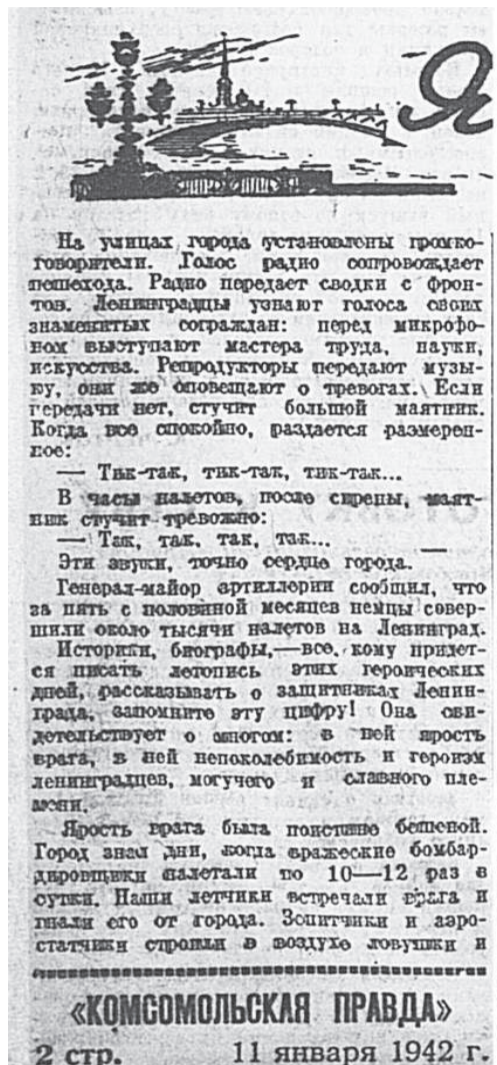 Я
На улицах города установлены громко-
говорители. Голос радио сопровождает
пешехода. Радио передает сводки с фрон-
тов. Ленинградцы узнают голоса своих
знаменитых сограждан: перед микрофо-
ном выступают мастера труда, науки,
искусства. Репродукторы передают музы-
ку, они же оповещают о тревогах. Если
передачи нет, стучит большой маятник.
Когда все спокойно, раздается размерен-
ное:
— Тик-так, тик-так, тик-так...
В часы налетов, после сирены, маят-
ник стучит тревожно:
— Так, так, так, так...
Эти звуки, точно сердце города.
Генерал-майор артиллерии сообщил, что
за пять с половиной месяцев немцы совер-
шили около тысячи налетов на Ленинград.
Историки, биографы,—все, кому придет-
ся писать летопись этих героических
дней, рассказывать о защитниках Ленин-
града, запомните эту цифру! Она сви-
детельствует о многом: в ней ярость
врага, в ней непоколебимость и героизм
ленинградцев, могучего и славного пле-
мени.
Ярость врага была поистине бешеной.
Город знал дни, когда вражеские бомбар-
дировщики налетали по 10—12 раз в
сутки. Наши летчики встречали врага и
гнали его от города. Зенитчики и аэро-
статчики строили в воздухе ловушки и
«КОМСОМОЛЬСКАЯ ПРАВДА»
2 стр. 11 января 1942 г.